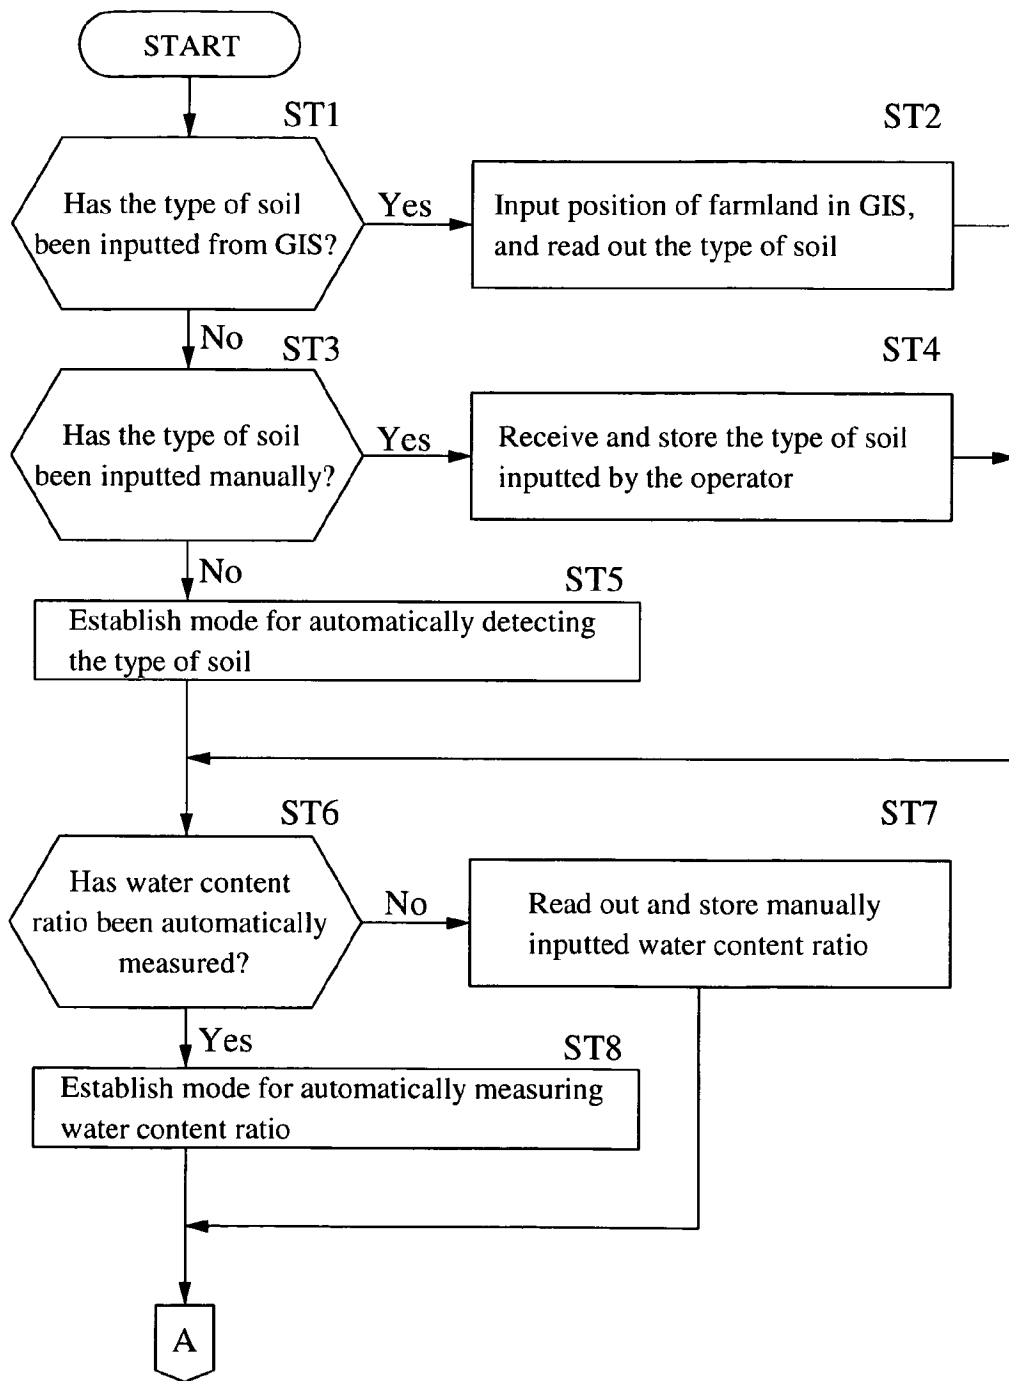 START
ST1
Has the type of soil
been inputted from GIS?
Yes
ST2
Input position of farmland in GIS,
and read out the type of soil
No
ST3
Has the type of soil
been inputted manually?
Yes
ST4
Receive and store the type of soil
inputted by the operator
No
ST5
Establish mode for automatically detecting
the type of soil
ST6
Has water content
ratio been automatically
measured?
No
ST7
Read out and store manually
inputted water content ratio
Yes
ST8
Establish mode for automatically measuring
water content ratio
A